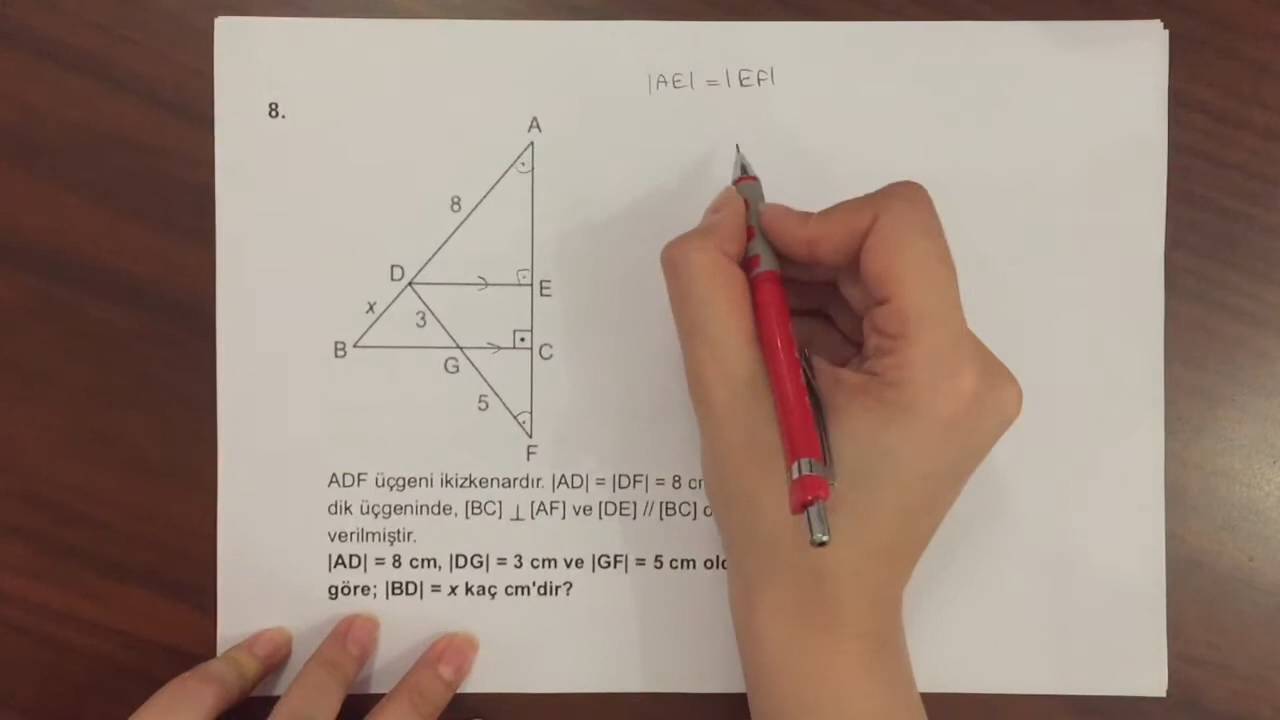 |AE| = |EF|
8.
A
8
D
E
x
3
B
G
C
5
F
ADF üçgeni ikizkenardır. |AD| = |DF| = 8
dik üçgeninde, [BC] ⊥ [AF] ve [DE] // [BC]
verilmiştir.
|AD| = 8 cm, |DG| = 3 cm ve |GF| = 5 cm
göre; |BD| = x kaç cm'dir?